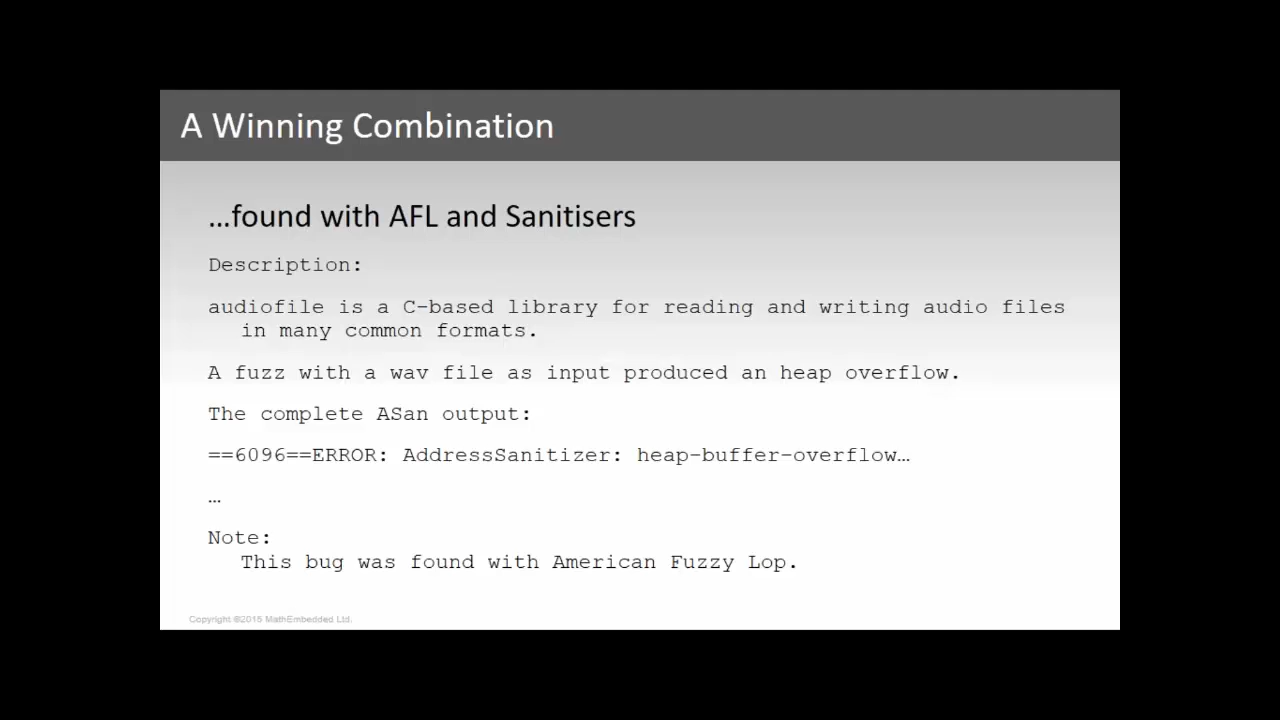 A Winning Combination
…found with AFL and Sanitisers
Description:
audiofile is a C-based library for reading and writing audio files
in many common formats.
A fuzz with a wav file as input produced an heap overflow.
The complete ASan output:
==6096==ERROR: AddressSanitizer: heap-buffer-overflow…
…
Note:
This bug was found with American Fuzzy Lop.
Copyright ©2015 MathEmbedded Ltd.